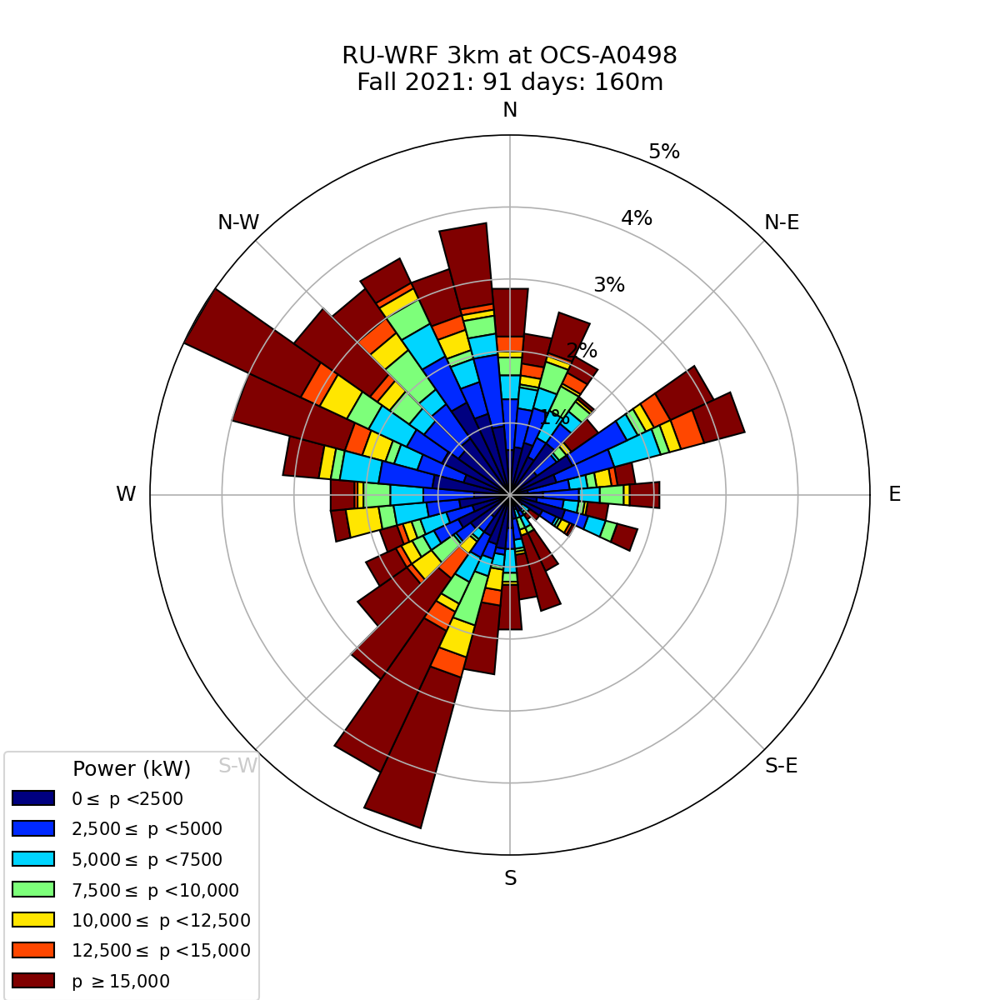 RU-WRF 3km at OCS-A0498
Fall 2021: 91 days: 160m
N
5%
N-W
4%
N-E
3%
2%
1%
W
E
S-W
S-E
S
Power (kW)
0≤ p <2500
2,500≤ p <5000
5,000≤ p <7500
7,500≤ p <10,000
10,000≤ p <12,500
12,500≤ p <15,000
p ≥15,000